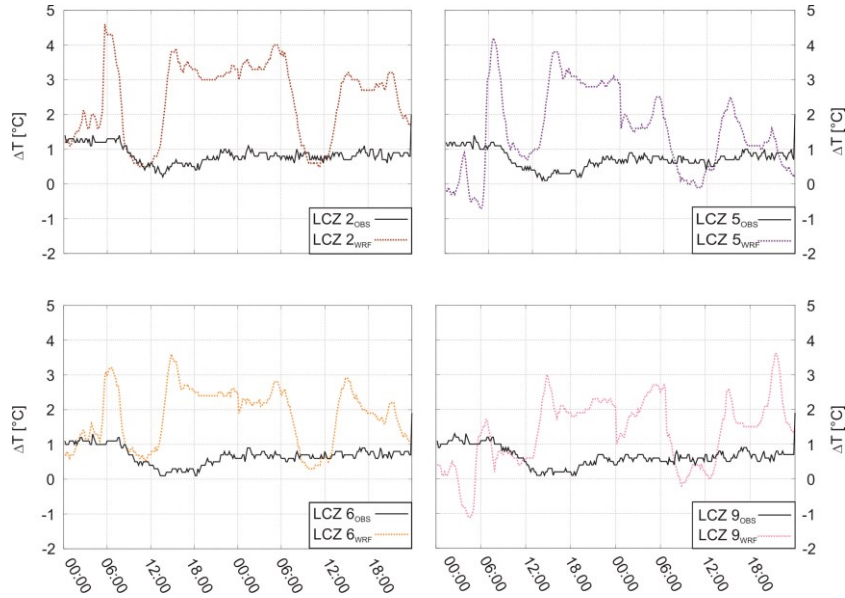 5 5
4 4
3 3
2 2
1 1
0 0
-1 -1
-2 -2
ΔT [°C] ΔT [°C]
LCZ 2OBS
LCZ 2WRF
LCZ 5OBS
LCZ 5WRF
5 5
4 4
3 3
2 2
1 1
0 0
-1 -1
-2 -2
ΔT [°C] ΔT [°C]
LCZ 6OBS
LCZ 6WRF
LCZ 9OBS
LCZ 9WRF
00:00 06:00 12:00 18:00 00:00 06:00 12:00 18:00 00:00 06:00 12:00 18:00 00:00 06:00 12:00 18:00